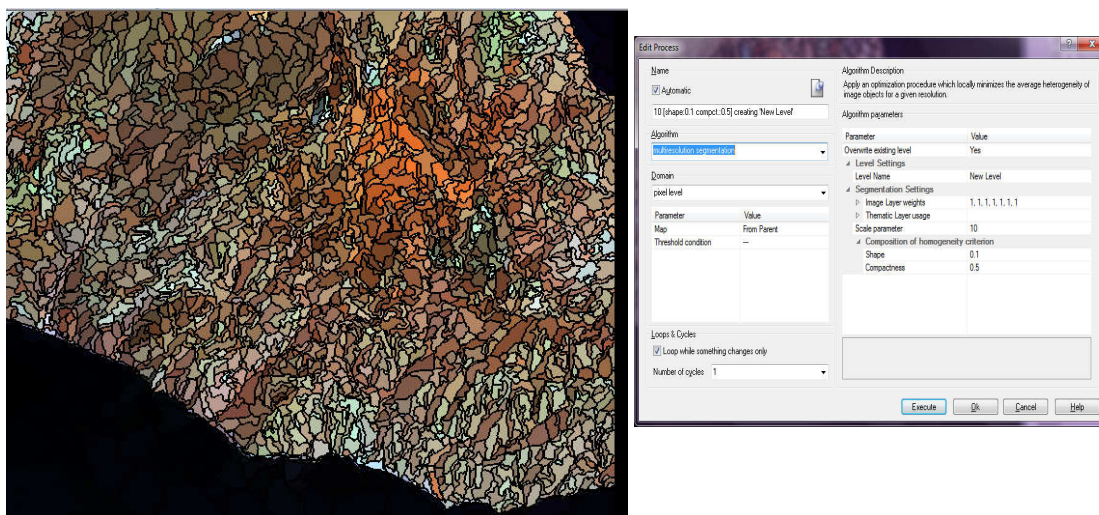 Edit Process
Name
Automatic
10 [shape:0.1 compct.:0.5] creating 'New Level'
Algorithm
multiresolution segmentation
Domain
pixel level
Parameter Value
Map From Parent
Threshold condition ---
Loops & Cycles
Loop while something changes only
Number of cycles 1
Algorithm Description
Apply an optimization procedure which locally minimizes the average heterogeneity of
image objects for a given resolution.
Algorithm parameters
Parameter Value
Overwrite existing level Yes
Level Settings
Level Name New Level
Segmentation Settings
Image Layer weights 1, 1, 1, 1, 1, 1, 1
Thematic Layer usage
Scale parameter 10
Composition of homogeneity criterion
Shape 0.1
Compactness 0.5
Execute Ok Cancel Help